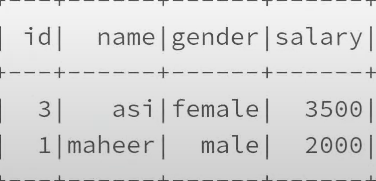 +---+------+------+------+
| id|  name|gender|salary|
+---+------+------+------+
|  3|   asi|female|  3500|
|  1|maheer|  male|  2000|
+---+------+------+------+